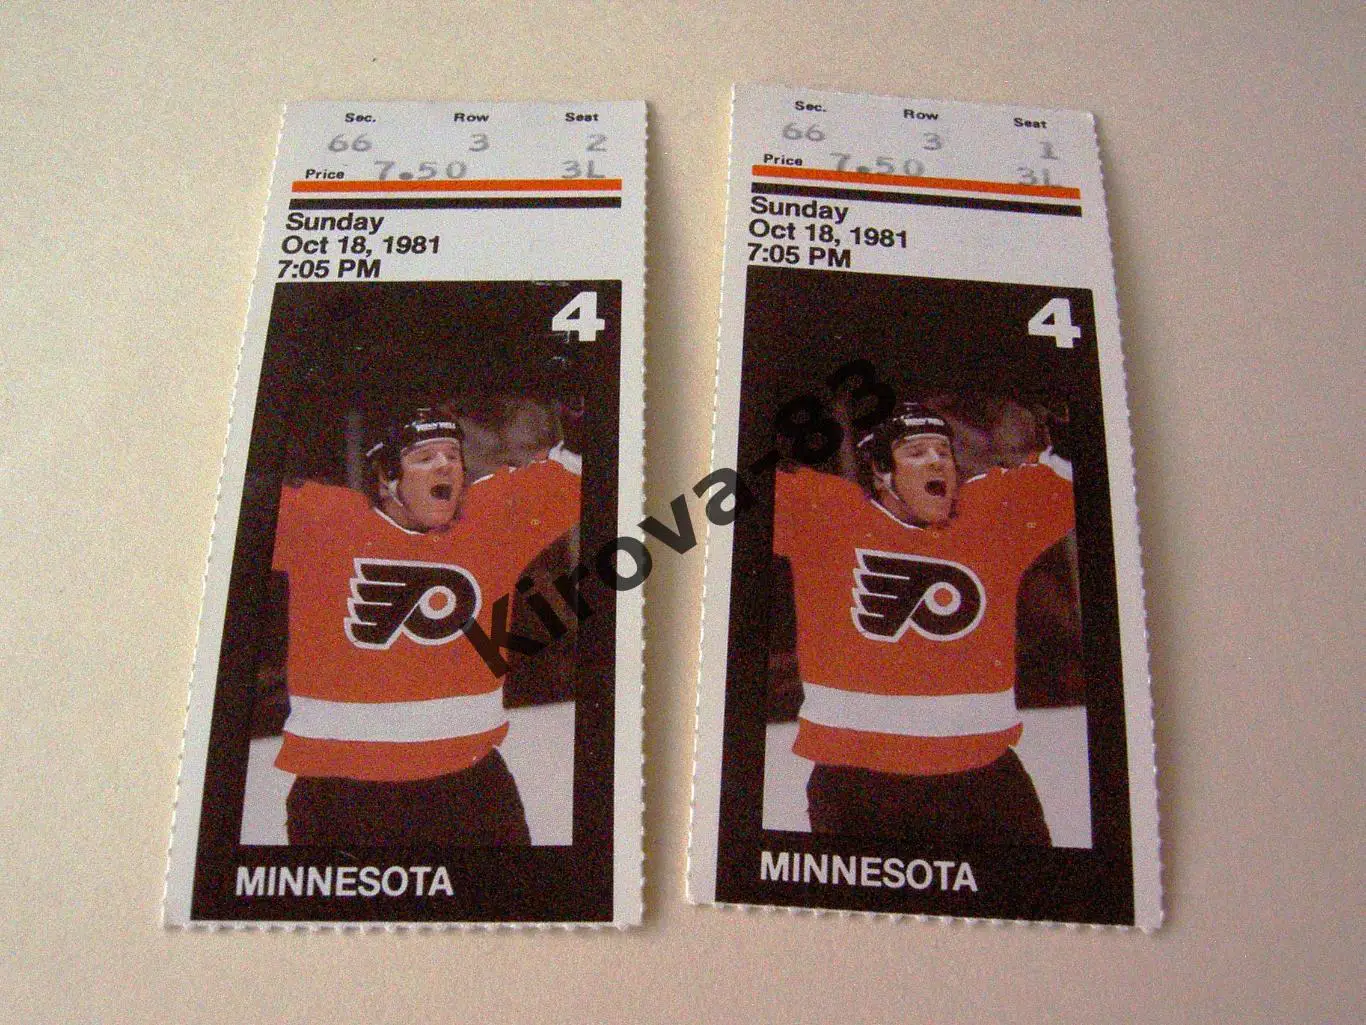 Sec. Row Seat
66 3 2
Price 7.50 3L
Sunday
Oct 18, 1981
7:05 PM
4
MINNESOTA
Sec. Row Seat
66 3 1
Price 7.50 3L
Sunday
Oct 18, 1981
7:05 PM
4
MINNESOTA
kirova-83